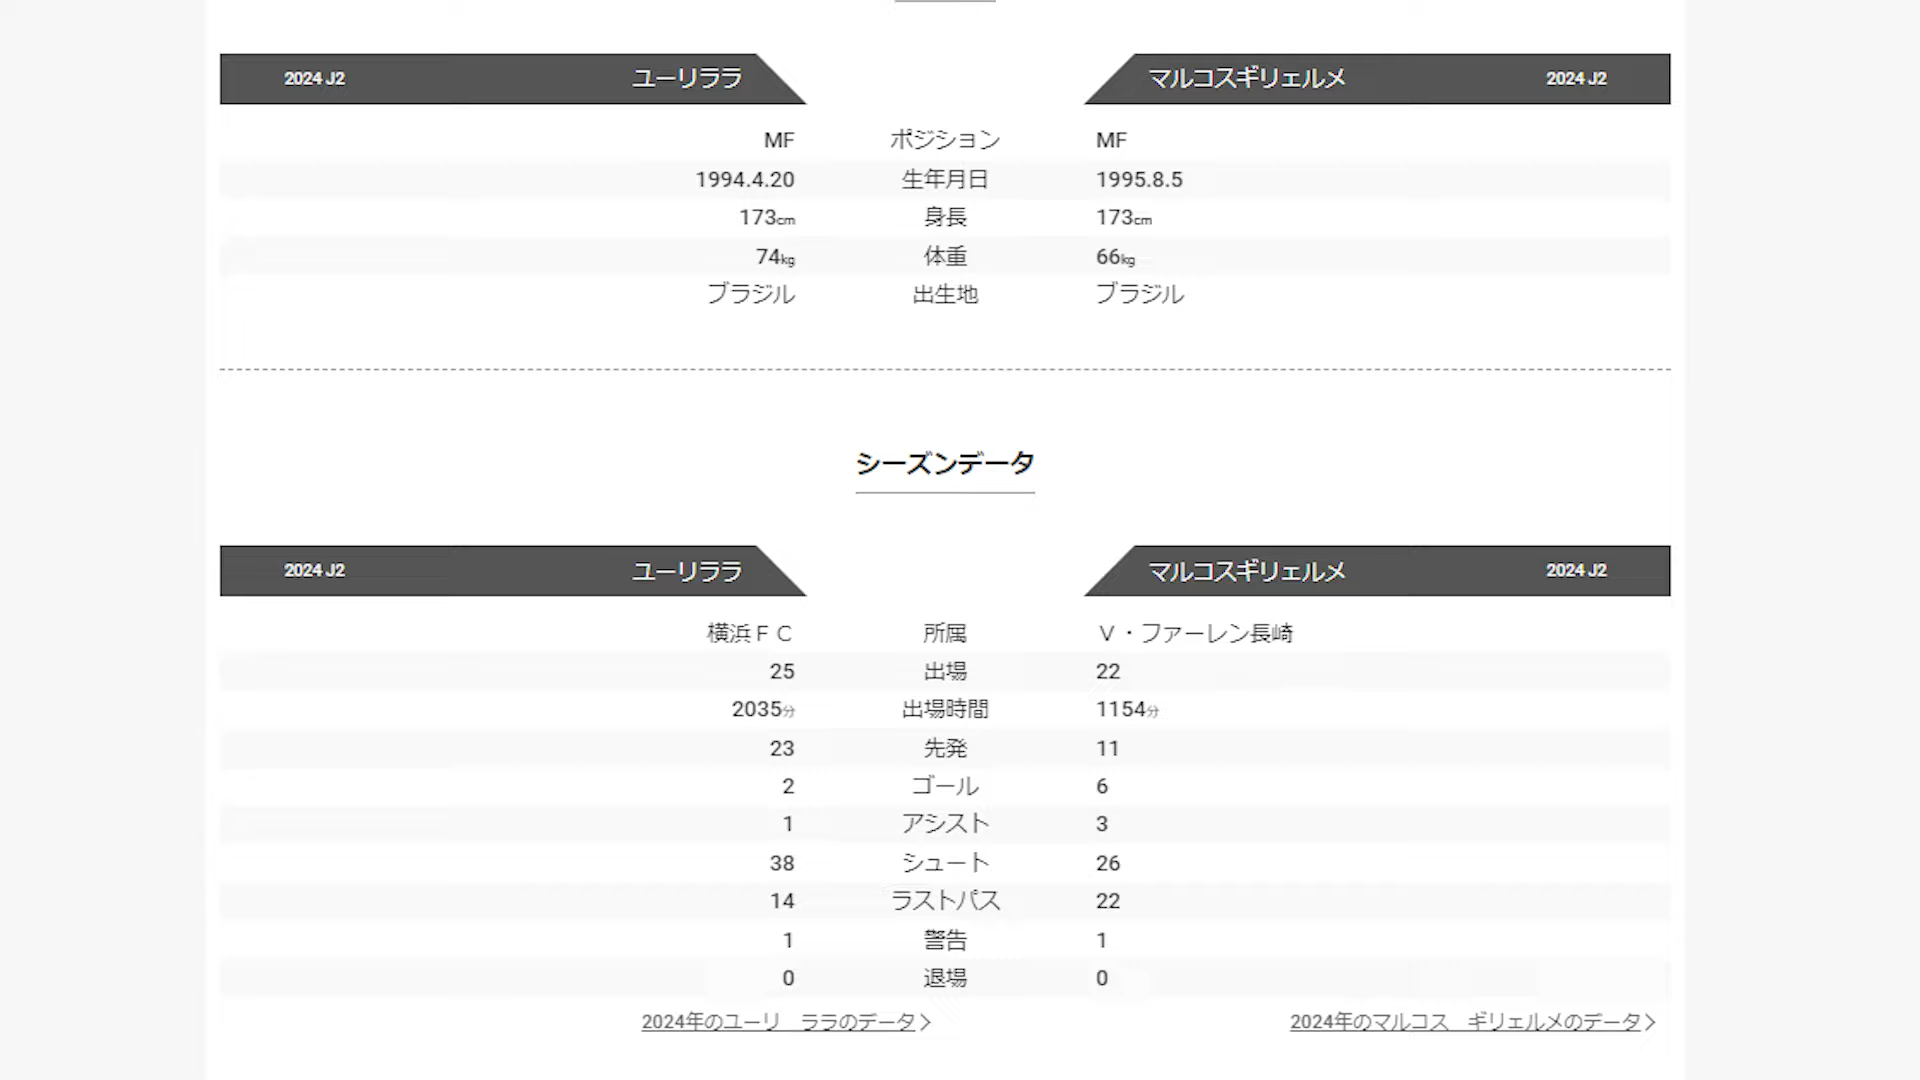 2024 J2 ユーリララ マルコスギリェルメ 2024 J2
MF ポジション MF
1994.4.20 生年月日 1995.8.5
173cm 身長 173cm
74kg 体重 66kg
ブラジル 出生地 ブラジル
シーズンデータ
2024 J2 ユーリララ マルコスギリェルメ 2024 J2
横浜ＦＣ 所属 Ｖ・ファーレン長崎
25 出場 22
2035分 出場時間 1154分
23 先発 11
2 ゴール 6
1 アシスト 3
38 シュート 26
14 ラストパス 22
1 警告 1
0 退場 0
2024年のユーリ　ララのデータ 2024年のマルコス　ギリェルメのデータ